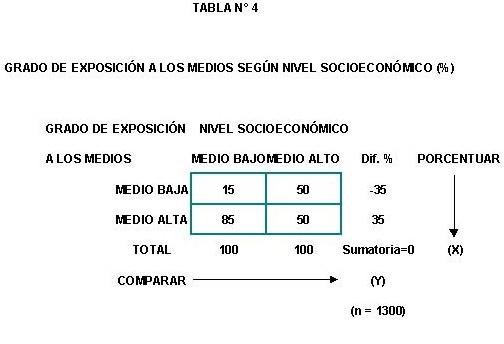 TABLA N° 4
GRADO DE EXPOSICIÓN A LOS MEDIOS SEGÚN NIVEL SOCIOECONÓMICO (%)
GRADO DE EXPOSICIÓN NIVEL SOCIOECONÓMICO
A LOS MEDIOS MEDIO BAJO MEDIO ALTO Dif. % PORCENTUAR
MEDIO BAJA 15 50 -35
MEDIO ALTA 85 50 35
TOTAL 100 100 Sumatoria=0 (X)
COMPARAR (Y)
(n = 1300)